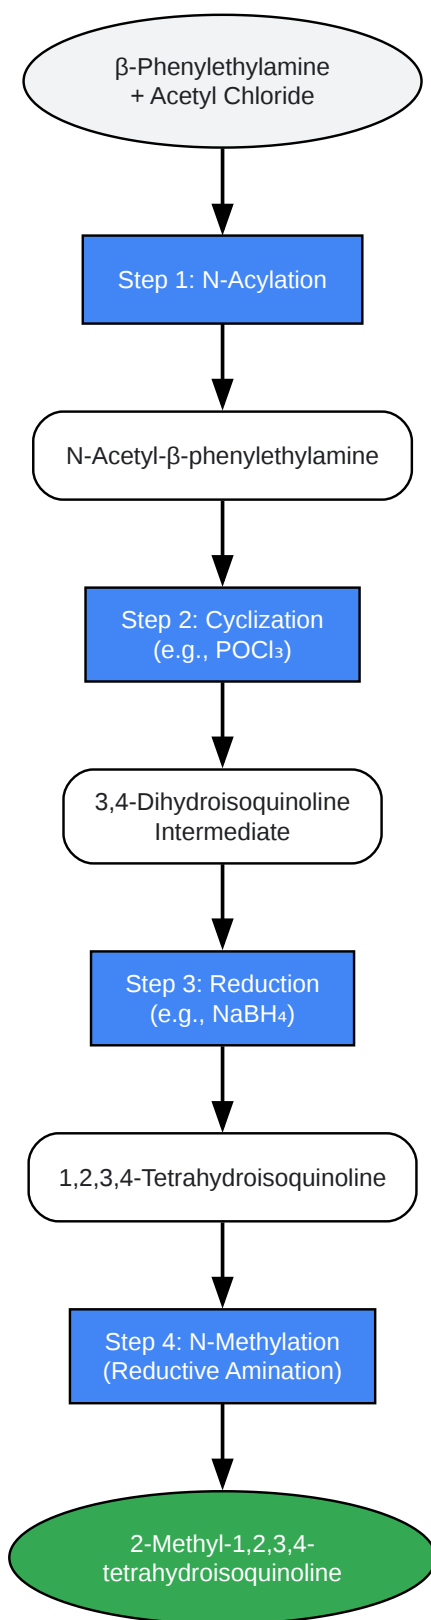 β-Phenylethylamine
+ Acetyl Chloride
Step 1: N-Acylation
N-Acetyl-β-phenylethylamine
Step 2: Cyclization
(e.g., POCl₃)
3,4-Dihydroisoquinoline
Intermediate
Step 3: Reduction
(e.g., NaBH₄)
1,2,3,4-Tetrahydroisoquinoline
Step 4: N-Methylation
(Reductive Amination)
2-Methyl-1,2,3,4-
tetrahydroisoquinoline